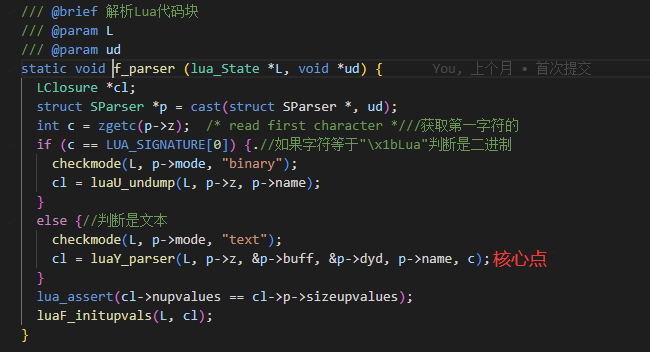 /// @brief 解析Lua代码块
/// @param L
/// @param ud
static void f_parser (lua_State *L, void *ud) { You, 上个月 • 首次提交
LClosure *cl;
struct SParser *p = cast(struct SParser *, ud);
int c = zgetc(p->z); /* read first character *////获取第一字符的
if (c == LUA_SIGNATURE[0]) {.//如果字符等于"\x1bLua"判断是二进制
checkmode(L, p->mode, "binary");
cl = luaU_undump(L, p->z, p->name);
}
else {//判断是文本
checkmode(L, p->mode, "text");
cl = luaY_parser(L, p->z, &p->buff, &p->dyd, p->name, c);核心点
}
lua_assert(cl->nupvalues == cl->p->sizeupvalues);
luaF_initupvals(L, cl);
}